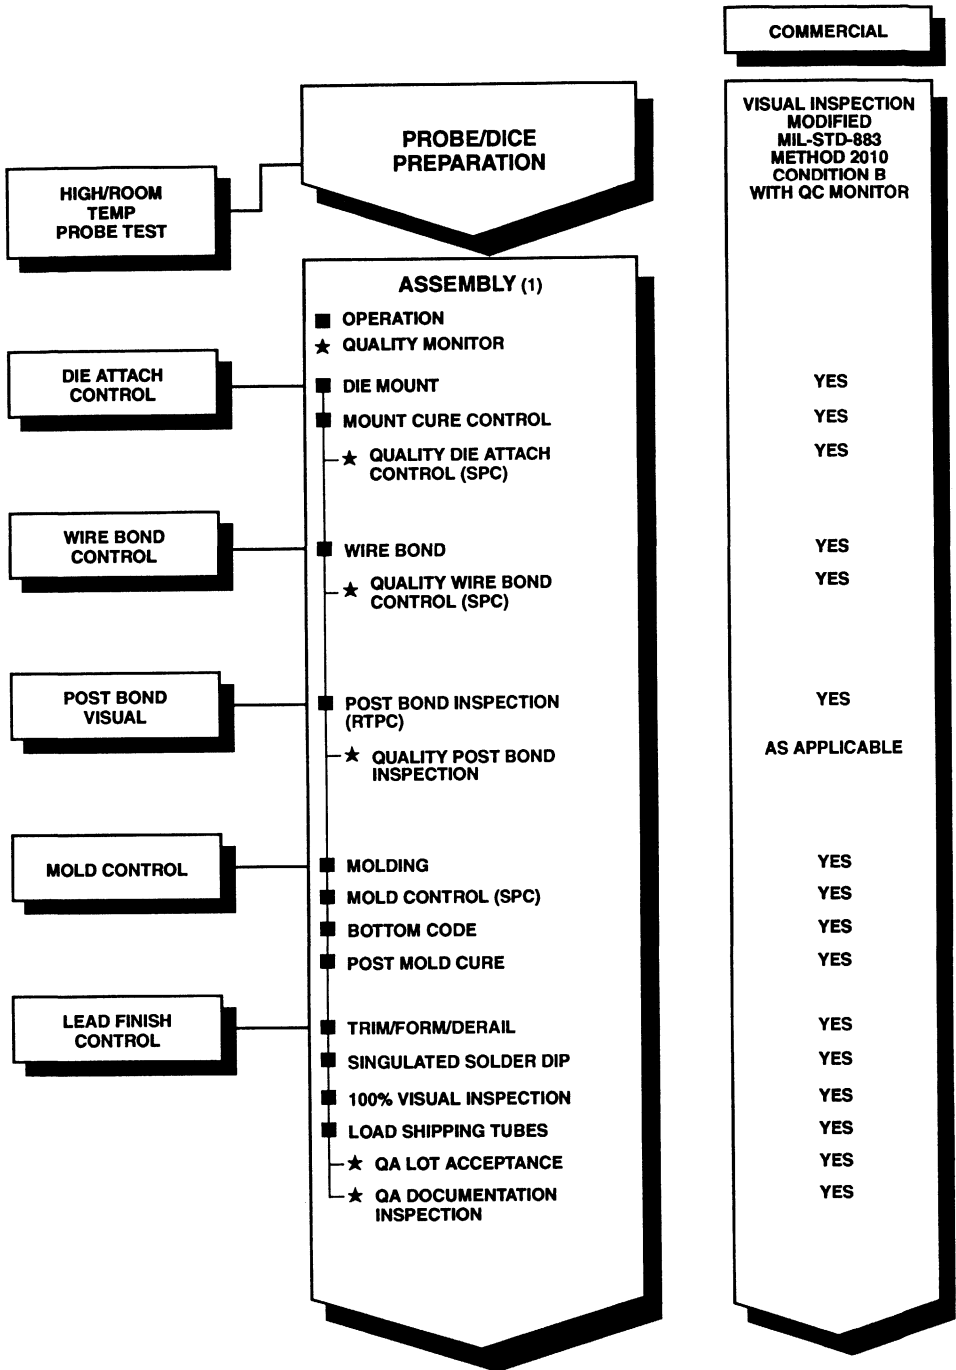 COMMERCIAL
PROBE/DICE
PREPARATION
VISUAL INSPECTION
MODIFIED
MIL-STD-883
METHOD 2010
CONDITION B
WITH QC MONITOR
HIGH/ROOM
TEMP
PROBE TEST
ASSEMBLY (1)
OPERATION
QUALITY MONITOR
DIE ATTACH
CONTROL
DIE MOUNT
YES
MOUNT CURE CONTROL
YES
QUALITY DIE ATTACH
CONTROL (SPC)
YES
WIRE BOND
CONTROL
WIRE BOND
YES
QUALITY WIRE BOND
CONTROL (SPC)
YES
POST BOND
VISUAL
POST BOND INSPECTION
(RTPC)
YES
QUALITY POST BOND
INSPECTION
AS APPLICABLE
MOLD CONTROL
MOLDING
YES
MOLD CONTROL (SPC)
YES
BOTTOM CODE
YES
POST MOLD CURE
YES
LEAD FINISH
CONTROL
TRIM/FORM/DERAIL
YES
SINGULATED SOLDER DIP
YES
100% VISUAL INSPECTION
YES
LOAD SHIPPING TUBES
YES
QA LOT ACCEPTANCE
YES
QA DOCUMENTATION
INSPECTION
YES